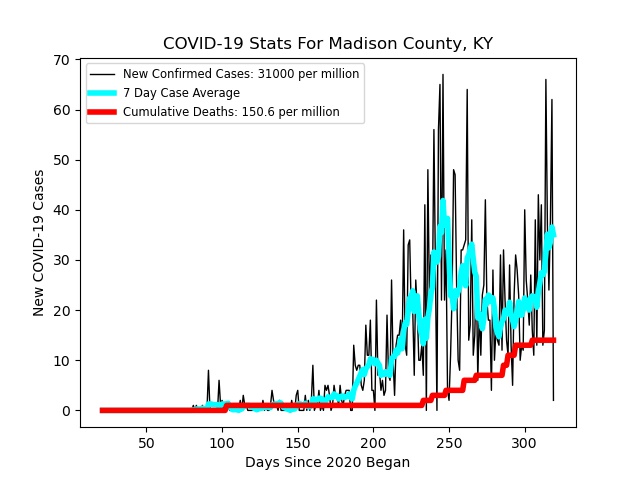 COVID-19 Stats For Madison County, KY
New Confirmed Cases: 31000 per million
7 Day Case Average
Cumulative Deaths: 150.6 per million
New COVID-19 Cases
70
60
50
40
30
20
10
0
50 100 150 200 250 300
Days Since 2020 Began